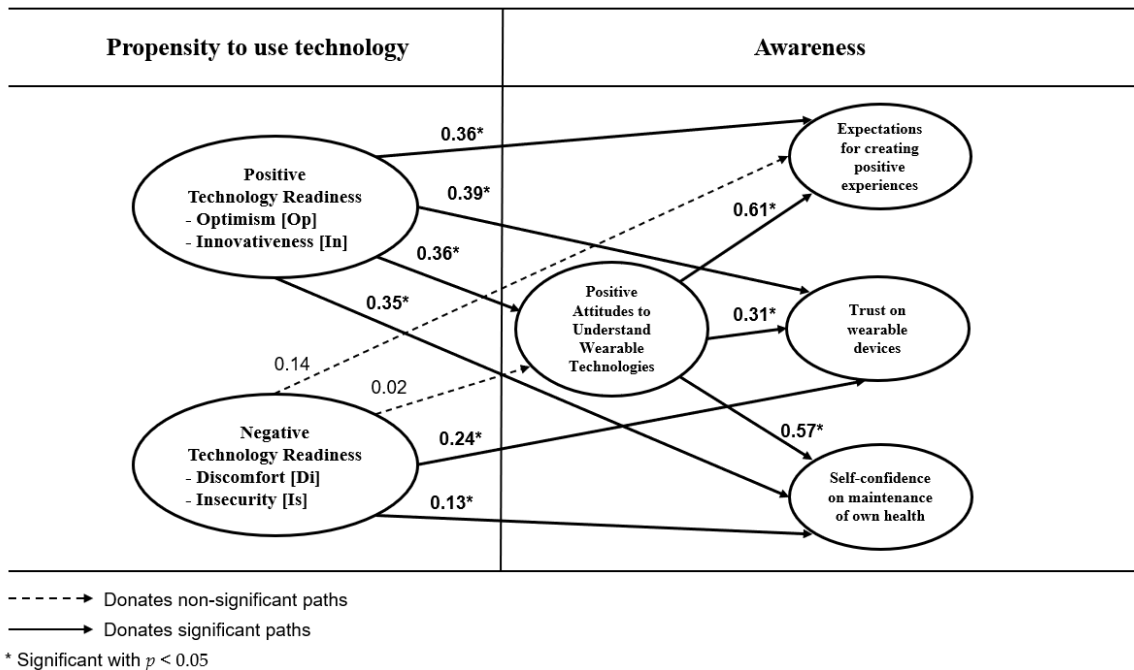 Propensity to use technology
Awareness
Expectations
for creating
positive
experiences
0.36*
Positive
Technology Readiness
- Optimism [Op]
- Innovativeness [In]
0.39*
0.61*
0.36*
Positive
Attitudes to
Understand
Wearable
Technologies
0.35*
0.31*
Trust on
wearable
devices
0.14
0.02
Negative
Technology Readiness
- Discomfort [Di]
- Insecurity [Is]
0.24*
0.57*
0.13*
Self-confidence
on maintenance
of own health
Donates non-significant paths
Donates significant paths
* Significant with p < 0.05